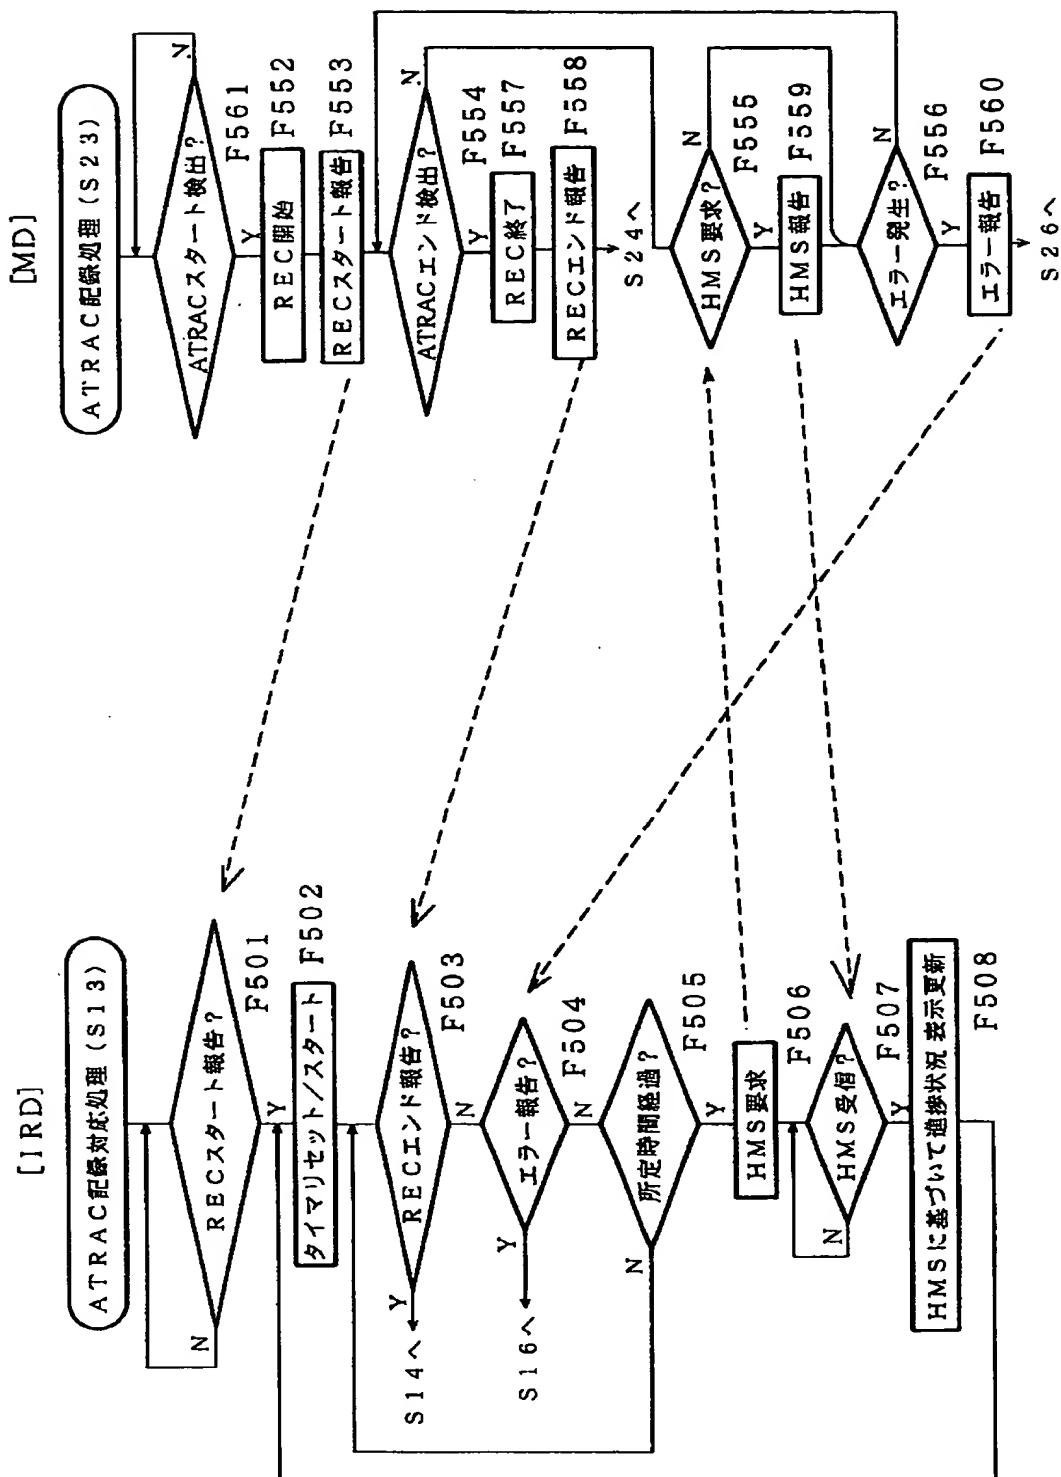 [IRD]
ATRAC記録対応処理(S13)
RECスタート報告?
F501
N
Y
タイマリセット/スタート
F502
RECエンド報告?
F503
Y
S14へ
N
エラー報告?
F504
Y
S16へ
N
所定時間経過?
F505
N
Y
HMS要求
F506
HMS受信?
F507
N
Y
HMSに基づいて進捗状況 表示更新
F508
[MD]
ATRAC記録処理(S23)
ATRACスタート検出?
N
F561
Y
REC開始
F552
RECスタート報告
F553
ATRACエンド検出?
N
F554
Y
REC終了
F557
RECエンド報告
F558
S24へ
HMS要求?
N
F555
Y
HMS報告
F559
エラー発生?
N
F556
Y
エラー報告
F560
S26へ